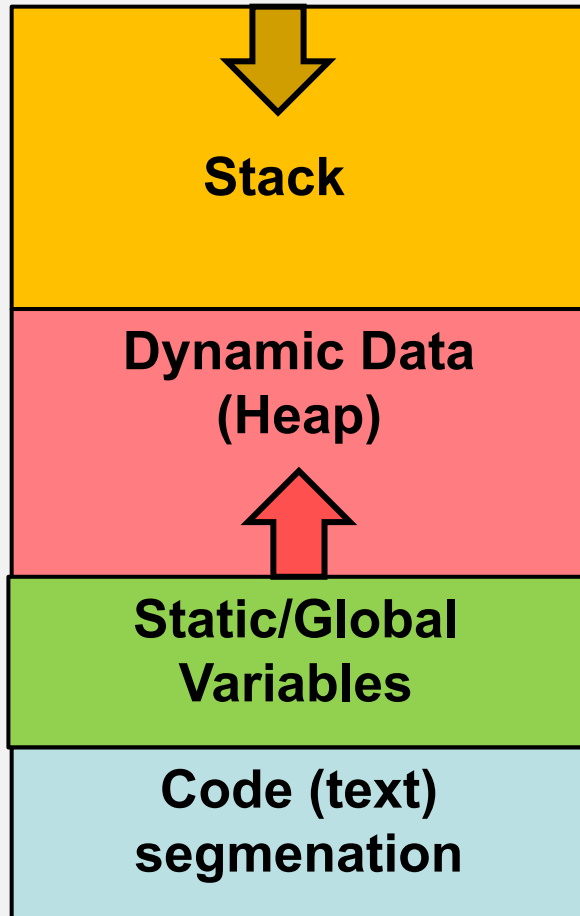 Stack
Dynamic Data
(Heap)
Static/Global
Variables
Code (text)
segmenation